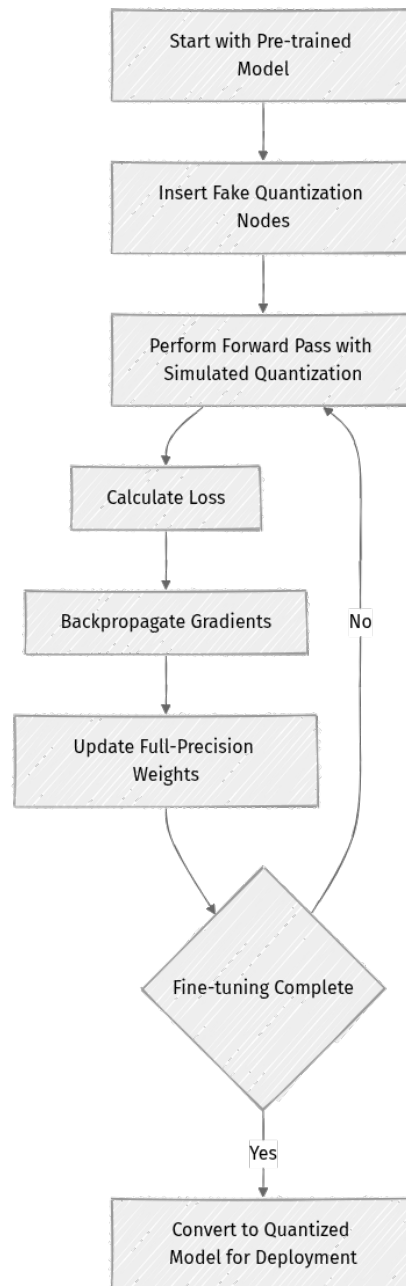 Start with Pre-trained
Model
Insert Fake Quantization
Nodes
Perform Forward Pass with
Simulated Quantization
Calculate Loss
Backpropagate Gradients
No
Update Full-Precision
Weights
Fine-tuning Complete
Yes
Convert to Quantized
Model for Deployment